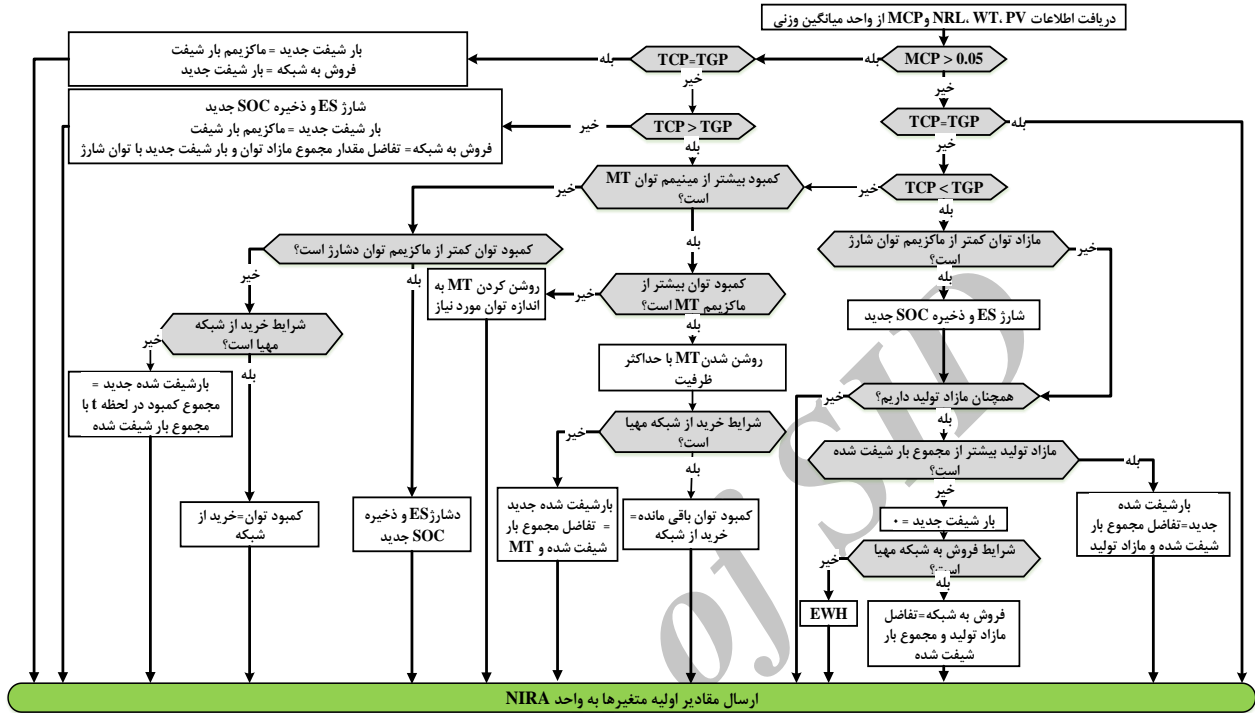 دریافت اطلاعات NRL، WT، PV و MCP از واحد میانگین وزنی
MCP > 0.05
بله
خیر
TCP=TGP
بله
خیر
بار شیفت جدید = ماکزیمم بار شیفت
فروش به شبکه = بار شیفت جدید
TCP > TGP
خیر
بله
شارژ ES و ذخیره SOC جدید
بار شیفت جدید = ماکزیمم بار شیفت
فروش به شبکه= تفاضل مقدار مجموع مازاد توان و بار شیفت جدید با توان شارژ
TCP=TGP
بله
خیر
TCP < TGP
خیر
بله
کمبود بیشتر از مینیمم توان MT
است؟
خیر
بله
مازاد توان کمتر از ماکزیمم توان شارژ
است؟
خیر
بله
کمبود توان کمتر از ماکزیمم توان دشارژ است؟
خیر
بله
کمبود توان بیشتر از
ماکزیمم MT است؟
خیر
بله
روشن کردن MT به
اندازه توان مورد نیاز
شارژ ES و ذخیره SOC جدید
شرایط خرید از شبکه
مهیا است؟
خیر
بله
روشن شدن MT با حداکثر
ظرفیت
همچنان مازاد تولید داریم؟
خیر
بله
بارشیفت شده جدید =
مجموع کمبود در لحظه t با
مجموع بار شیفت شده
شرایط خرید از شبکه مهیا
است؟
خیر
بله
مازاد تولید بیشتر از مجموع بار شیفت شده
است؟
بله
خیر
کمبود توان=خرید از
شبکه
دشارژ ES و ذخیره
SOC جدید
بارشیفت شده جدید
= تفاضل مجموع بار
شیفت شده و MT
کمبود توان باقی مانده=
خرید از شبکه
بار شیفت جدید = ۰
بارشیفت شده
جدید=تفاضل مجموع بار
شیفت شده و مازاد تولید
شرایط فروش به شبکه مهیا
است؟
خیر
بله
EWH
فروش به شبکه=تفاضل
مازاد تولید و مجموع بار
شیفت شده
ارسال مقادیر اولیه متغیرها به واحد NIRA
oj SID